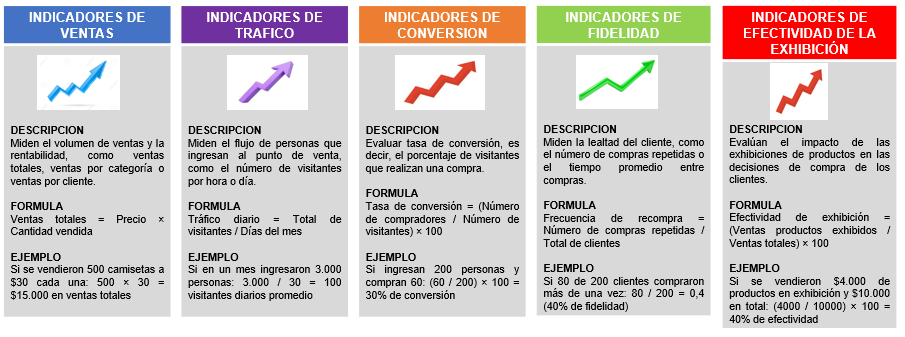 INDICADORES DE
VENTAS
DESCRIPCION
Miden el volumen de ventas y la
rentabilidad, como ventas
totales, ventas por categoría o
ventas por cliente.
FORMULA
Ventas totales = Precio ×
Cantidad vendida
EJEMPLO
Si se vendieron 500 camisetas a
$30 cada una: 500 × 30 =
$15.000 en ventas totales
INDICADORES DE
TRAFICO
DESCRIPCION
Miden el flujo de personas que
ingresan al punto de venta,
como el número de visitantes
por hora o día.
FORMULA
Tráfico diario = Total de
visitantes / Días del mes
EJEMPLO
Si en un mes ingresaron 3.000
personas: 3.000 / 30 = 100
visitantes diarios promedio
INDICADORES DE
CONVERSION
DESCRIPCION
Evaluar tasa de conversión, es
decir, el porcentaje de visitantes
que realizan una compra.
FORMULA
Tasa de conversión = (Número
de compradores / Número de
visitantes) × 100
EJEMPLO
Si ingresan 200 personas y
compran 60: (60 / 200) × 100 =
30% de conversión
INDICADORES DE
FIDELIDAD
DESCRIPCION
Miden la lealtad del cliente, como
el número de compras repetidas o
el tiempo promedio entre
compras.
FORMULA
Frecuencia de recompra =
Número de compras repetidas /
Total de clientes
EJEMPLO
Si 80 de 200 clientes compraron
más de una vez: 80 / 200 = 0,4
(40% de fidelidad)
INDICADORES DE
EFECTIVIDAD DE LA
EXHIBICIÓN
DESCRIPCION
Evalúan el impacto de las
exhibiciones de productos en las
decisiones de compra de los
clientes.
FORMULA
Efectividad de exhibición =
(Ventas productos exhibidos /
Ventas totales) × 100
EJEMPLO
Si se vendieron $4.000 de
productos en exhibición y $10.000
en total: (4000 / 10000) × 100 =
40% de efectividad